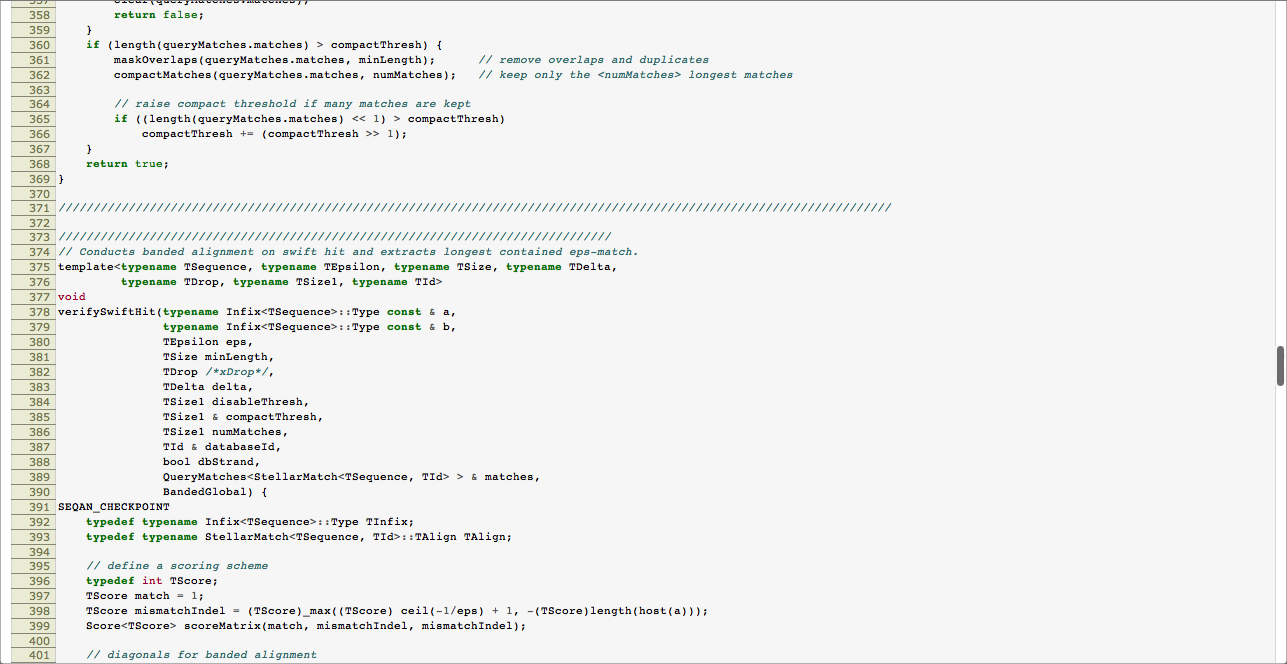 357         clear(queryMatches.matches);
358         return false;
359     }
360     if (length(queryMatches.matches) > compactThresh) {
361         maskOverlaps(queryMatches.matches, minLength);      // remove overlaps and duplicates
362         compactMatches(queryMatches.matches, numMatches);   // keep only the <numMatches> longest matches
363
364         // raise compact threshold if many matches are kept
365         if ((length(queryMatches.matches) << 1) > compactThresh)
366             compactThresh += (compactThresh >> 1);
367     }
368     return true;
369 }
370
371 ///////////////////////////////////////////////////////////////////////////////////////////////////////////////////////
372
373 ///////////////////////////////////////////////////////////////////////////////
374 // Conducts banded alignment on swift hit and extracts longest contained eps-match.
375 template<typename TSequence, typename TEpsilon, typename TSize, typename TDelta,
376          typename TDrop, typename TSize1, typename TId>
377 void
378 verifySwiftHit(typename Infix<TSequence>::Type const & a,
379                typename Infix<TSequence>::Type const & b,
380                TEpsilon eps,
381                TSize minLength,
382                TDrop /*xDrop*/,
383                TDelta delta,
384                TSize1 disableThresh,
385                TSize1 & compactThresh,
386                TSize1 numMatches,
387                TId & databaseId,
388                bool dbStrand,
389                QueryMatches<StellarMatch<TSequence, TId> > & matches,
390                BandedGlobal) {
391 SEQAN_CHECKPOINT
392     typedef typename Infix<TSequence>::Type TInfix;
393     typedef typename StellarMatch<TSequence, TId>::TAlign TAlign;
394
395     // define a scoring scheme
396     typedef int TScore;
397     TScore match = 1;
398     TScore mismatchIndel = (TScore)_max((TScore) ceil(-1/eps) + 1, -(TScore)length(host(a)));
399     Score<TScore> scoreMatrix(match, mismatchIndel, mismatchIndel);
400
401     // diagonals for banded alignment